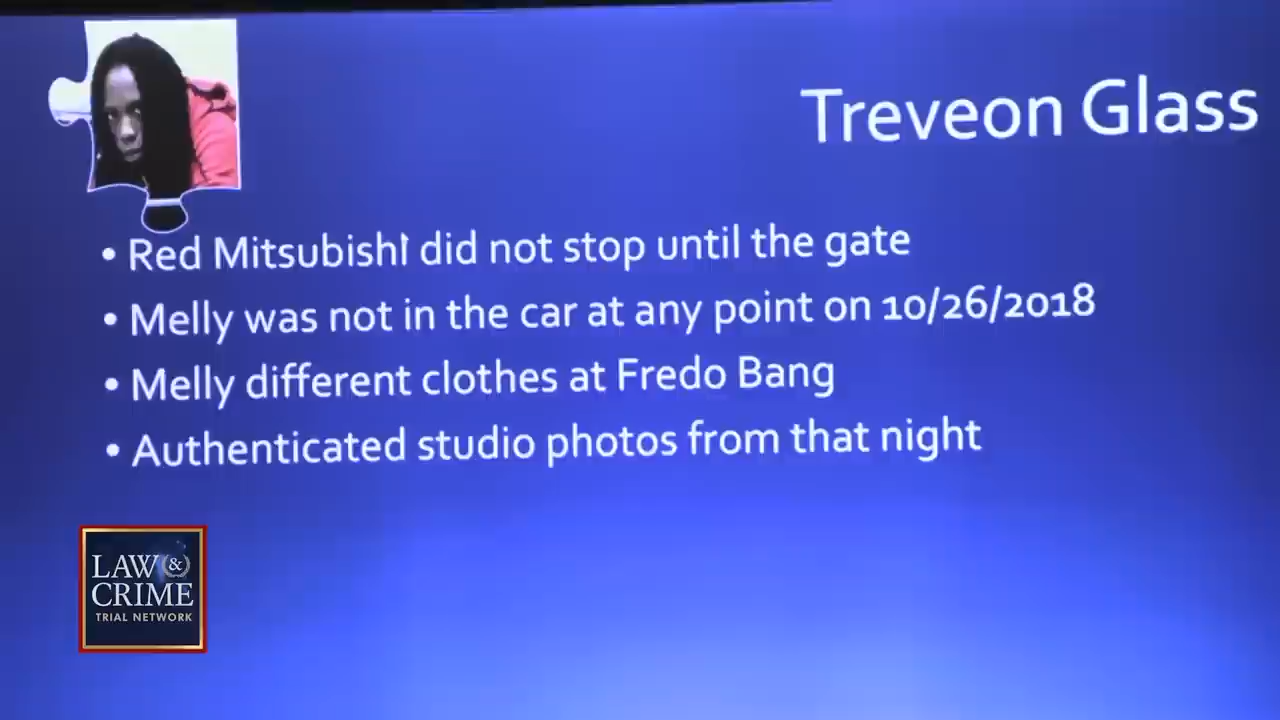 Treveon Glass
• Red Mitsubishi did not stop until the gate
• Melly was not in the car at any point on 10/26/2018
• Melly different clothes at Fredo Bang
• Authenticated studio photos from that night
LAW &
CRIME
TRIAL NETWORK